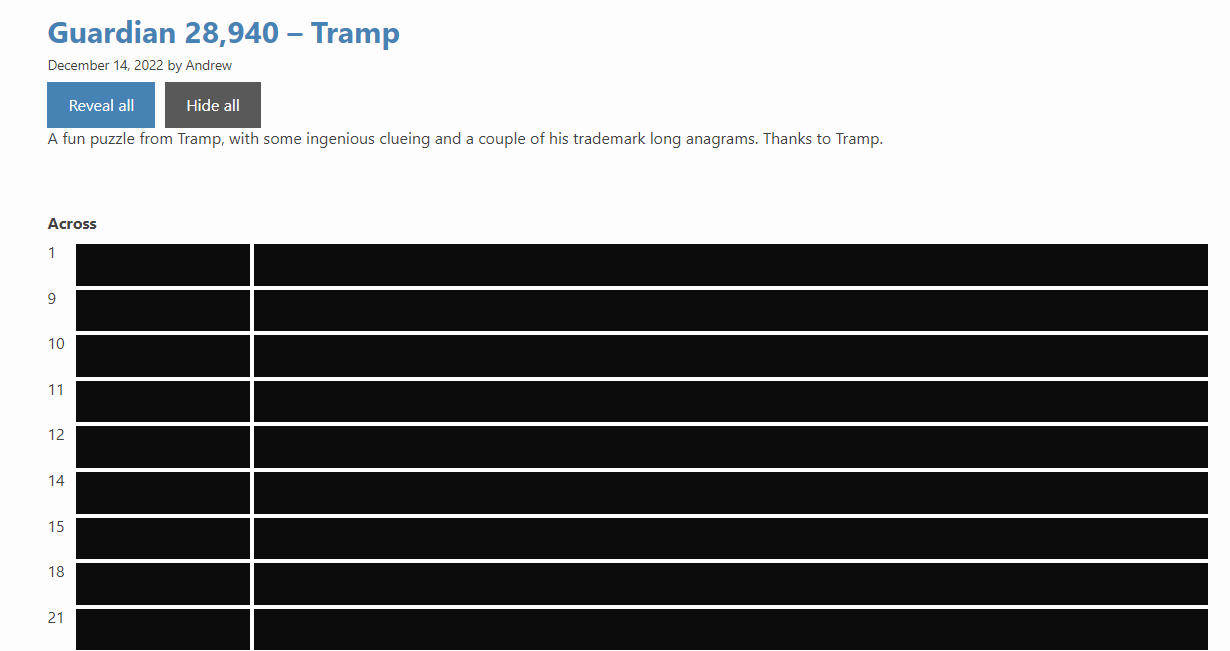 Guardian 28,940 – Tramp
December 14, 2022 by Andrew
Reveal all Hide all
A fun puzzle from Tramp, with some ingenious clueing and a couple of his trademark long anagrams. Thanks to Tramp.
Across
1
9
10
11
12
14
15
18
21